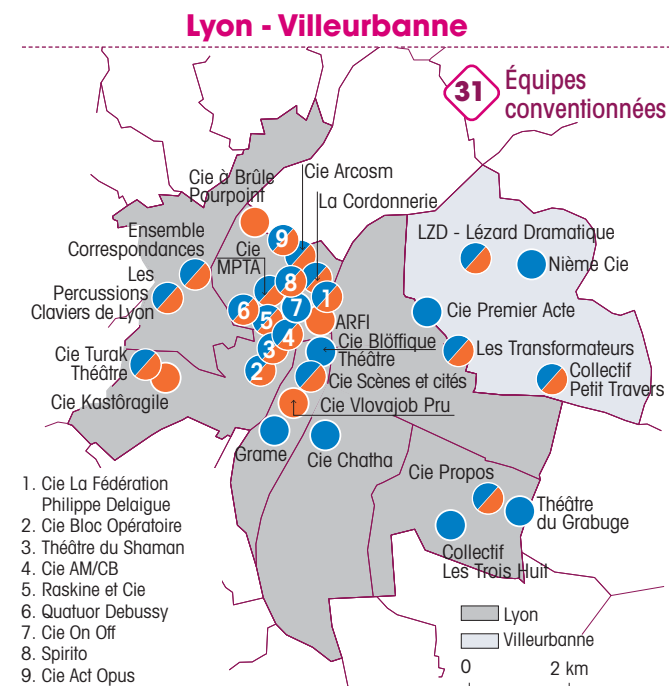 Lyon - Villeurbanne
31
Équipes
conventionnées
Cie à Brûle
Pourpoint
Cie Arcosm
La Cordonnerie
Ensemble
Correspondances
Cie
MPTA
Les
Percussions
Claviers de Lyon
LZD - Lézard Dramatique
Nième Cie
Cie Premier Acte
ARFI
Cie Blöffique
Théâtre
Les Transformateurs
Cie Turak
Théâtre
Cie Scènes et cités
Collectif
Petit Travers
Cie Kastôragile
Cie Vlovajob Pru
Grame
Cie Chatha
Cie Propos
Théâtre
du Grabuge
Collectif
Les Trois Huit
9
8
1
7
6
5
4
3
2
1. Cie La Fédération
Philippe Delaigue
2. Cie Bloc Opératoire
3. Théâtre du Shaman
4. Cie AM/CB
5. Raskine et Cie
6. Quatuor Debussy
7. Cie On Off
8. Spirito
9. Cie Act Opus
Lyon
Villeurbanne
0 2 km